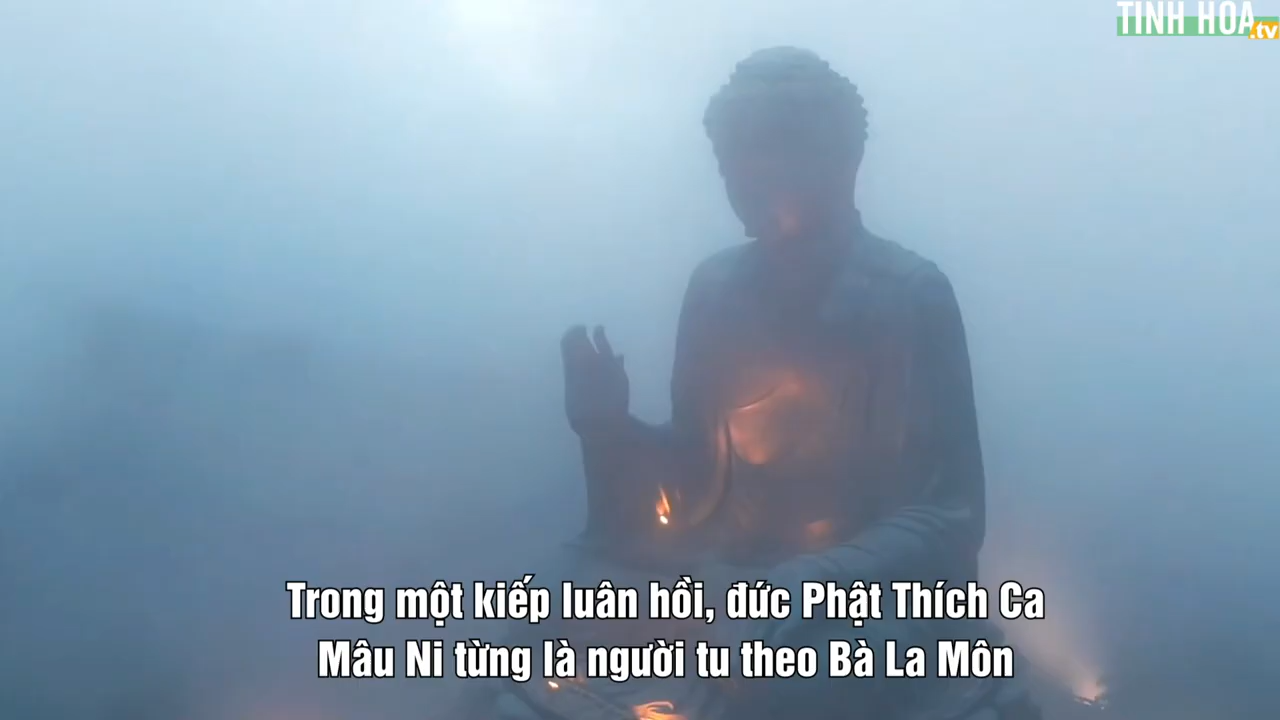 TINH HOA
.tv
Trong một kiếp luân hồi, đức Phật Thích Ca
Mâu Ni từng là người tu theo Bà La Môn